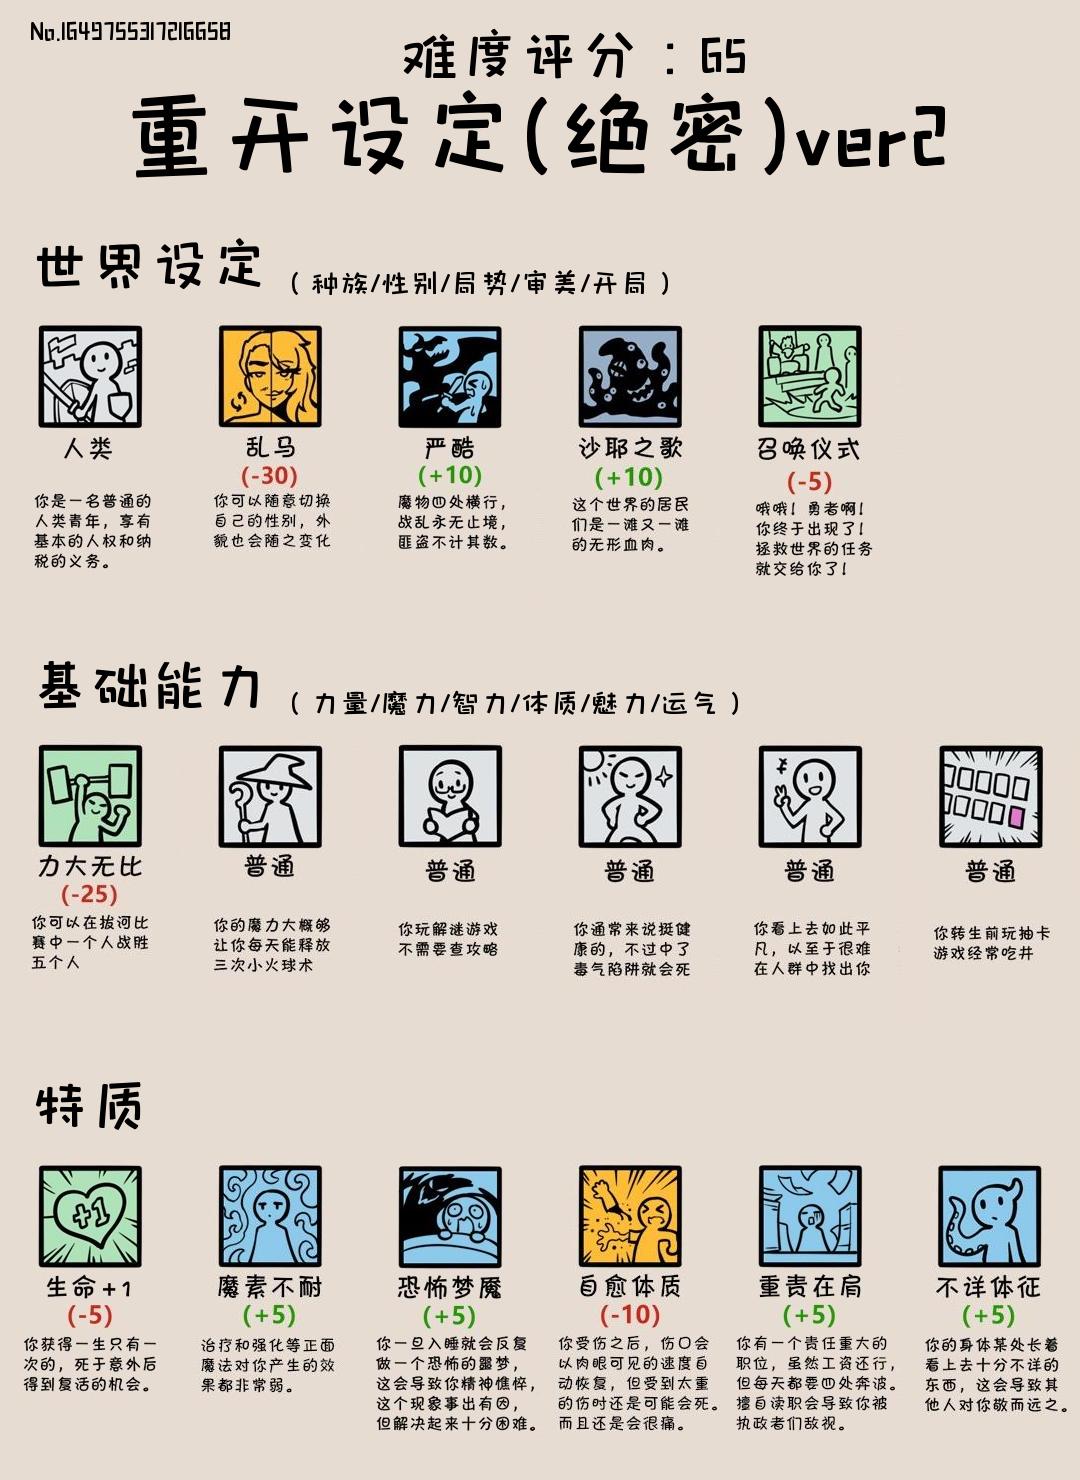 No.1649755317216658
难度评分：65
重开设定(绝密)ver2
世界设定 (种族/性别/局势/审美/开局)
人类
你是一名普通的
人类青年，享有
基本的人权和纳
税的义务。
乱马
(-30)
你可以随意切换
自己的性别，外
貌也会随之变化
严酷
(+10)
魔物四处横行，
战乱永无止境，
匪盗不计其数。
沙耶之歌
(+10)
这个世界的居民
们是一滩又一滩
的无形血肉。
召唤仪式
(-5)
哦哦！勇者啊！
你终于出现了！
拯救世界的任务
就交给你了！
基础能力 (力量/魔力/智力/体质/魅力/运气)
力大无比
(-25)
你可以在拔河比
赛中一个人战胜
五个人
普通
你的魔力大概够
让你每天能释放
三次小火球术
普通
你玩解谜游戏
不需要查攻略
普通
你通常来说挺健
康的，不过中了
毒气陷阱就会死
普通
你看上去如此平
凡，以至于很难
在人群中找出你
普通
你转生前玩抽卡
游戏经常吃井
特质
+1
生命+1
(-5)
你获得一生只有一
次的，死于意外后
得到复活的机会。
魔素不耐
(+5)
治疗和强化等正面
魔法对你产生的效
果都非常弱。
恐怖梦魇
(+5)
你一旦入睡就会反复
做一个恐怖的噩梦，
这会导致你精神憔悴，
这个现象事出有因，
但解决起来十分困难。
自愈体质
(-10)
你受伤之后，伤口会
以肉眼可见的速度自
动恢复，但受到太重
的伤时还是可能会死。
而且还是会很痛。
重责在肩
(+5)
你有一个责任重大的
职位，虽然工资还行，
但每天都要四处奔波。
擅自渎职会导致你被
执政者们敌视。
不洋体征
(+5)
你的身体某处长着
看上去十分不洋的
东西，这会导致其
他人对你敬而远之。